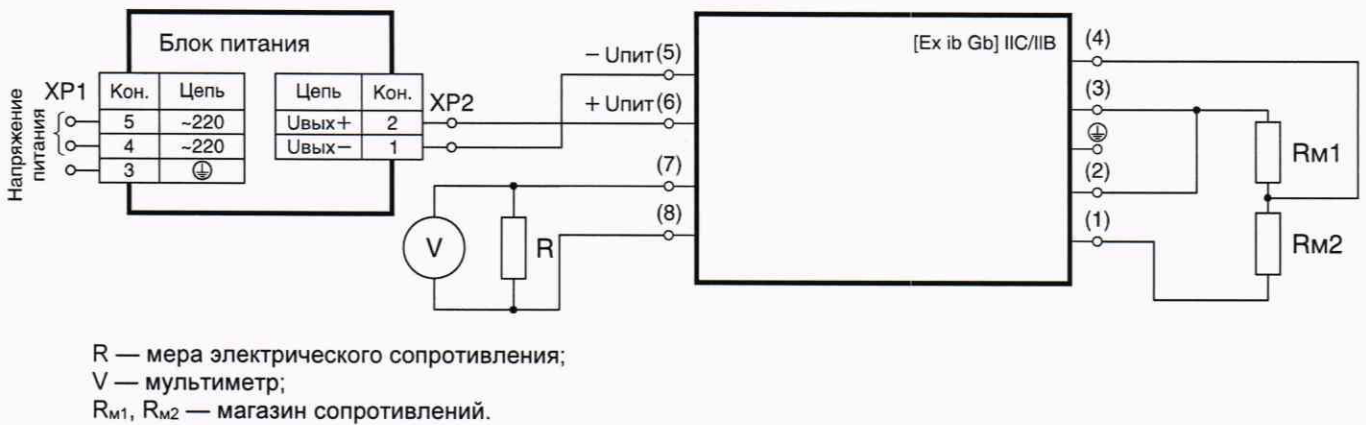 Блок питания
[Ex ib Gb] IIC/IIB
Напряжение питания
XP1
Кон. Цепь
5 ~220
4 ~220
3
Цепь Кон.
Uвых+ 2
Uвых− 1
XP2
− Uпит (5)
+ Uпит (6)
(7)
(8)
V
R
(4)
(3)
(2)
(1)
Rм1
Rм2
R — мера электрического сопротивления;
V — мультиметр;
Rм1, Rм2 — магазин сопротивлений.